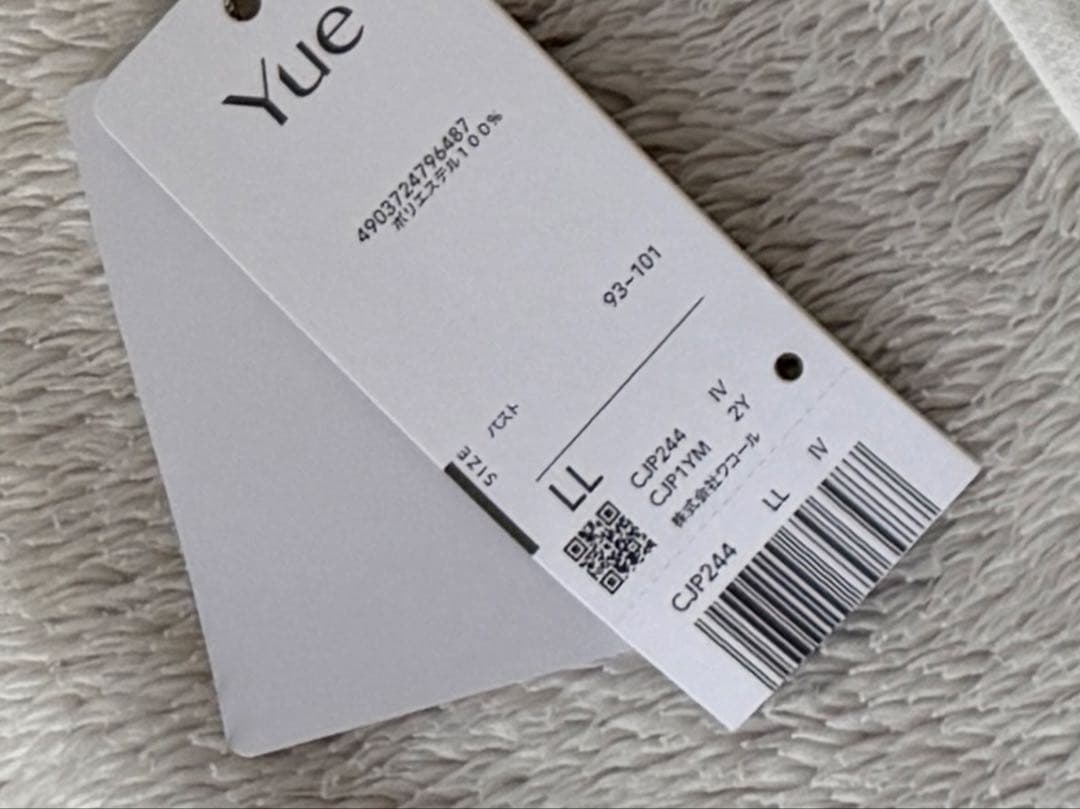 Yue
4903724796487
ポリエステル100%
SIZE
バスト
93-101
LL
CJP244 IV
CJP1YM 2Y
株式会社ワコール
CJP244 LL IV